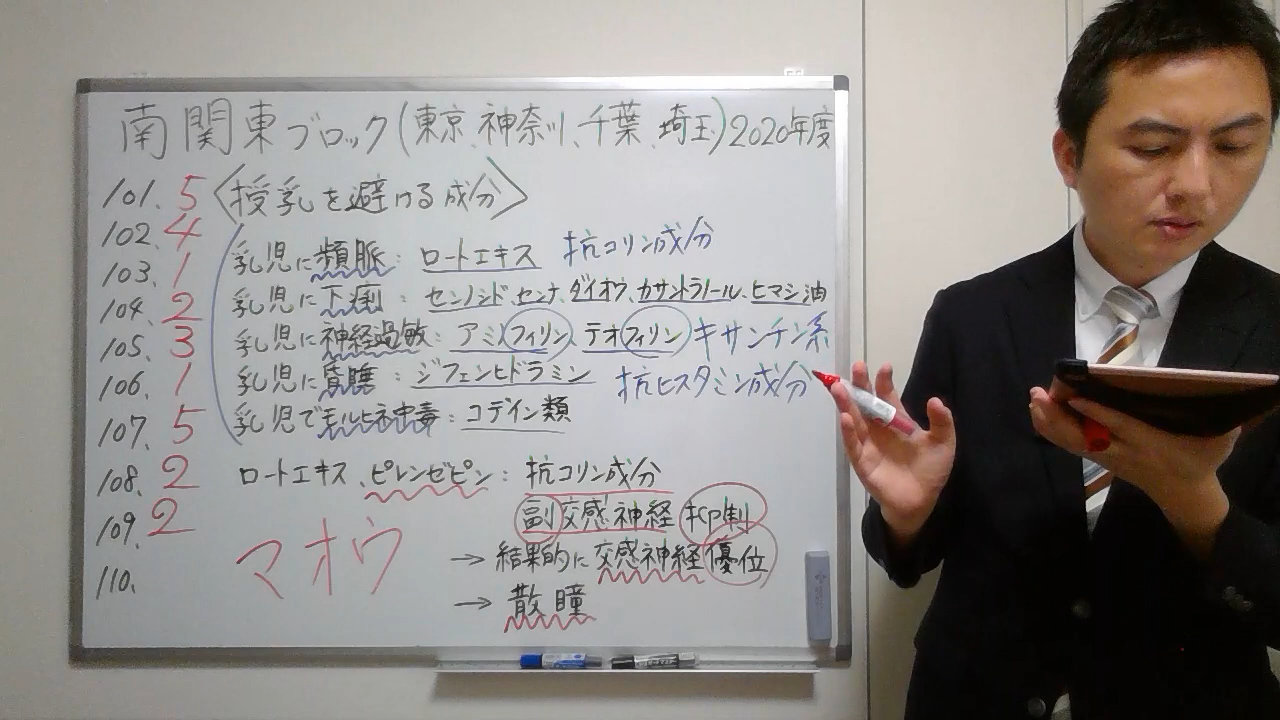 南関東ブロック(東京、神奈川、千葉、埼玉)2020年度
101. 5
102. 4
103. 1
104. 2
105. 3
106. 1
107. 5
108. 2
109. 2
110.
〈授乳を避ける成分〉
乳児に頻脈：ロートエキス 抗コリン成分
乳児に下痢：センノシド、センナ、ダイオウ、カサントラノール、ヒマシ油
乳児に神経過敏：アミノフィリン、テオフィリン キサンチン系
乳児に昏睡：ジフェンヒドラミン 抗ヒスタミン成分
乳児でモルヒネ中毒：コデイン類
ロートエキス、ピレンゼピン：抗コリン成分
副交感神経抑制
→結果的に交感神経優位
→散瞳
マオウ